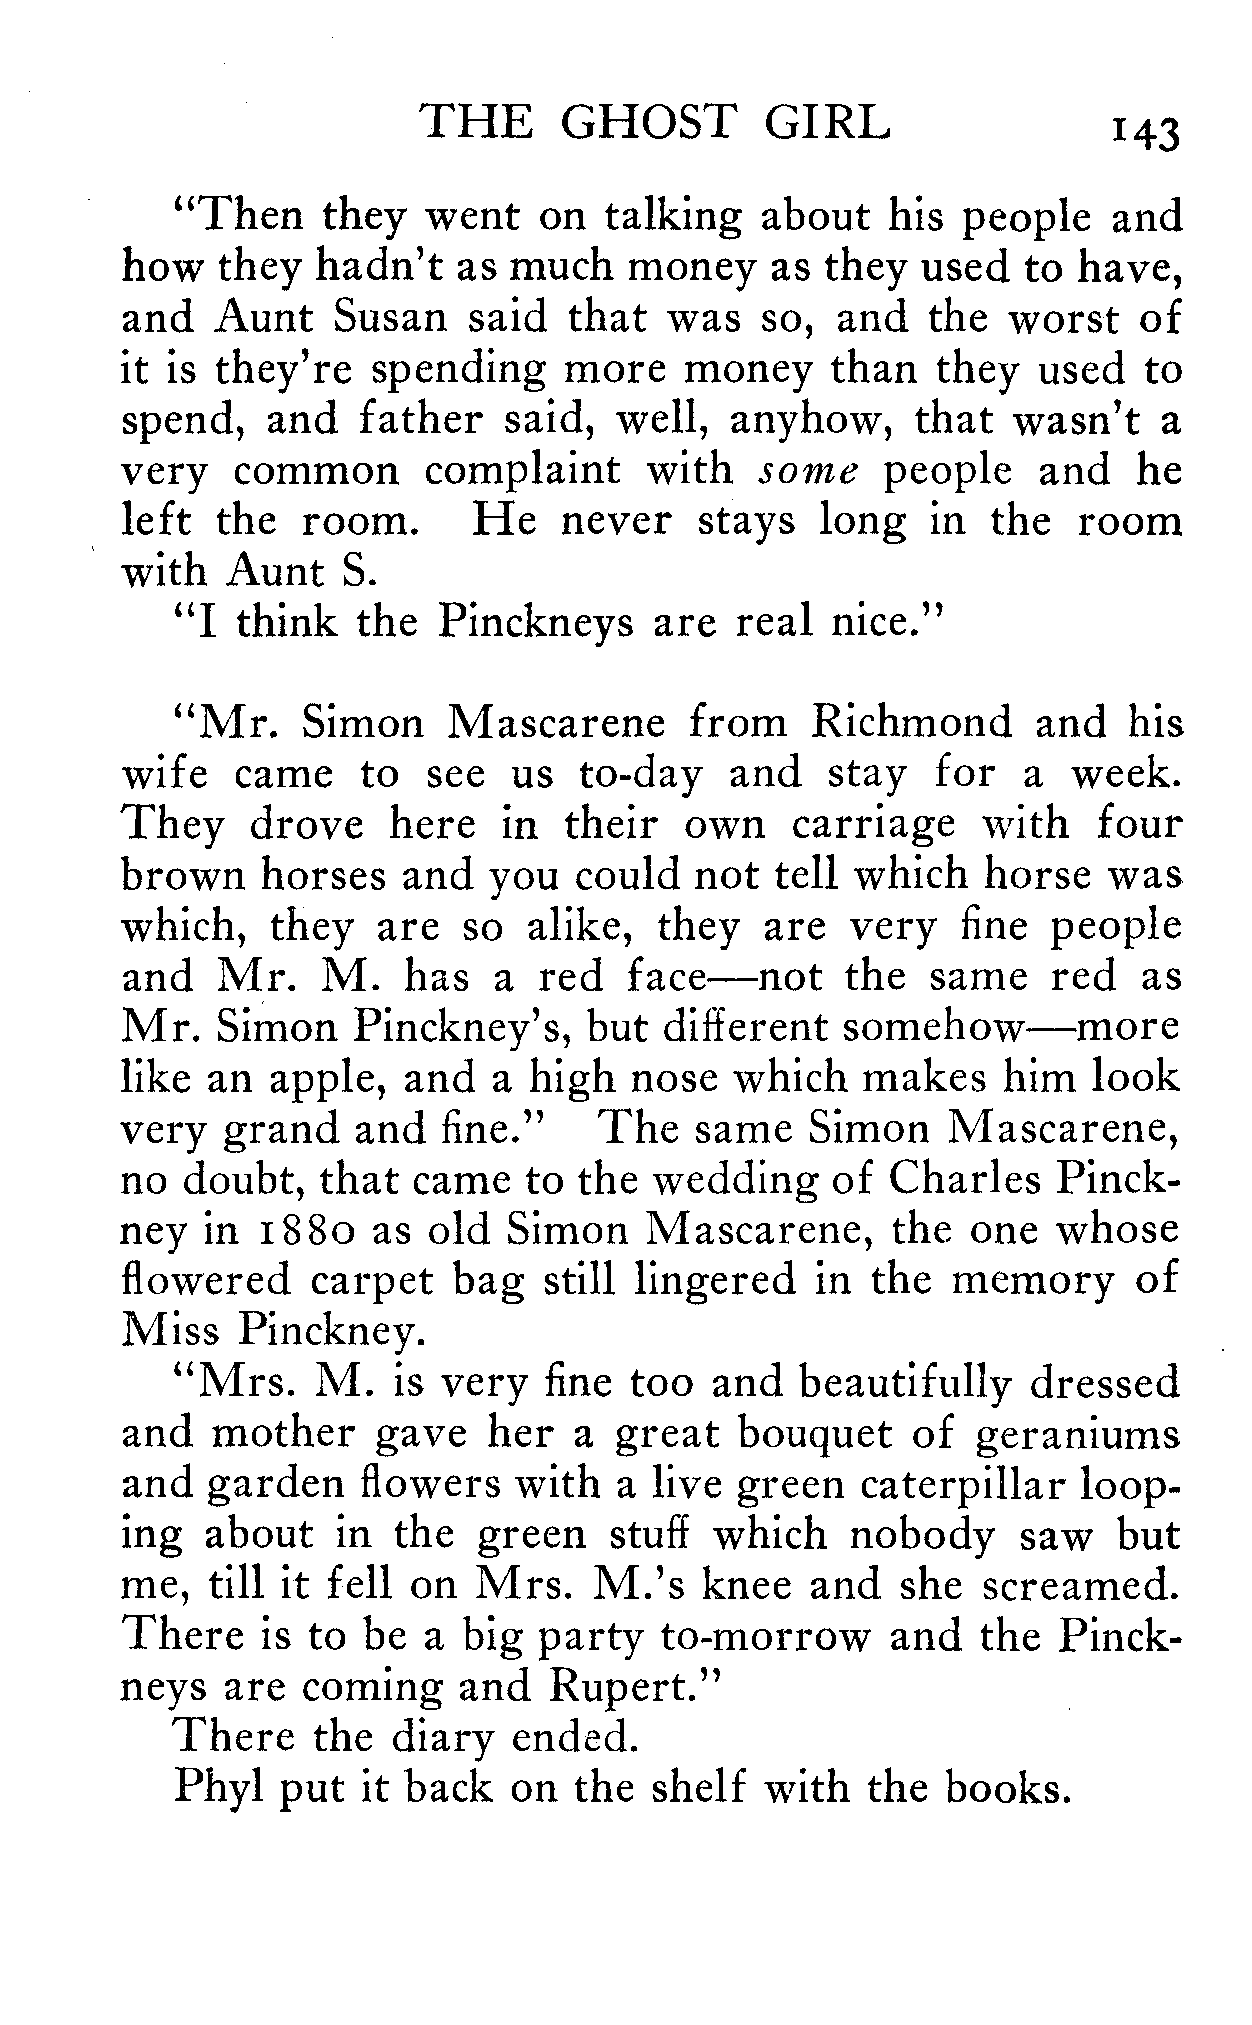 THE GHOST GIRL 143
"Then they went on talking about his people and
how they hadn't as much money as they used to have,
and Aunt Susan said that was so, and the worst of
it is they're spending more money than they used to
spend, and father said, well, anyhow, that wasn't a
very common complaint with some people and he
left the room. He never stays long in the room
with Aunt S.
"I think the Pinckneys are real nice."
"Mr. Simon Mascarene from Richmond and his
wife came to see us to-day and stay for a week.
They drove here in their own carriage with four
brown horses and you could not tell which horse was
which, they are so alike, they are very fine people
and Mr. M. has a red face—not the same red as
Mr. Simon Pinckney's, but different somehow—more
like an apple, and a high nose which makes him look
very grand and fine." The same Simon Mascarene,
no doubt, that came to the wedding of Charles Pinck-
ney in 1880 as old Simon Mascarene, the one whose
flowered carpet bag still lingered in the memory of
Miss Pinckney.
"Mrs. M. is very fine too and beautifully dressed
and mother gave her a great bouquet of geraniums
and garden flowers with a live green caterpillar loop-
ing about in the green stuff which nobody saw but
me, till it fell on Mrs. M.'s knee and she screamed.
There is to be a big party to-morrow and the Pinck-
neys are coming and Rupert."
There the diary ended.
Phyl put it back on the shelf with the books.